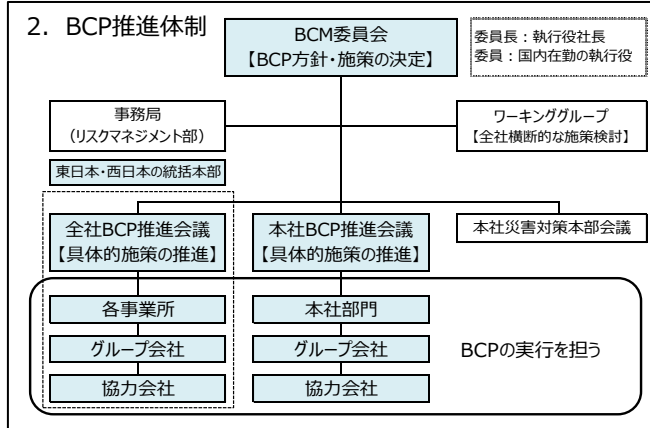 2. BCP推進体制
BCM委員会
【BCP方針・施策の決定】
委員長：執行役社長
委員：国内在勤の執行役
事務局
（リスクマネジメント部）
ワーキンググループ
【全社横断的な施策検討】
東日本・西日本の統括本部
全社BCP推進会議
【具体的施策の推進】
本社BCP推進会議
【具体的施策の推進】
本社災害対策本部会議
各事業所
本社部門
グループ会社
グループ会社
BCPの実行を担う
協力会社
協力会社